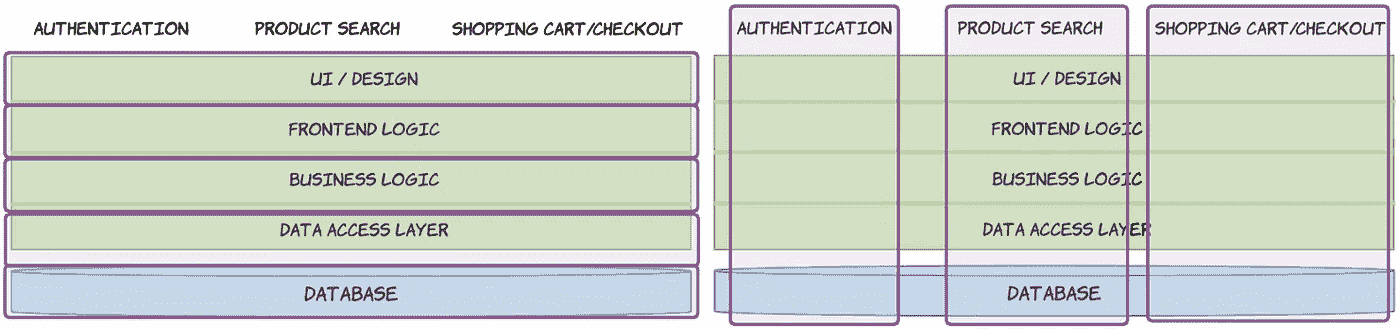 AUTHENTICATION PRODUCT SEARCH SHOPPING CART/CHECKOUT
UI / DESIGN
FRONTEND LOGIC
BUSINESS LOGIC
DATA ACCESS LAYER
DATABASE
AUTHENTICATION PRODUCT SEARCH SHOPPING CART/CHECKOUT
UI / DESIGN
FRONTEND LOGIC
BUSINESS LOGIC
DATA ACCESS LAYER
DATABASE